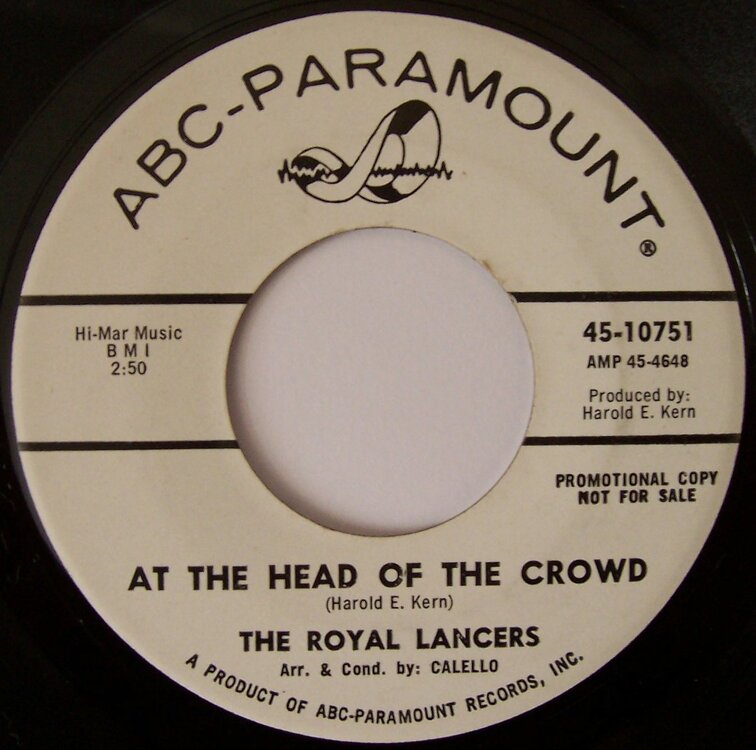 ABC-PARAMOUNT®
Hi-Mar Music
B M I
2:50
45-10751
AMP 45-4648
Produced by:
Harold E. Kern
PROMOTIONAL COPY
NOT FOR SALE
AT THE HEAD OF THE CROWD
(Harold E. Kern)
THE ROYAL LANCERS
Arr. & Cond. by: CALELLO
A PRODUCT OF ABC-PARAMOUNT RECORDS, INC.